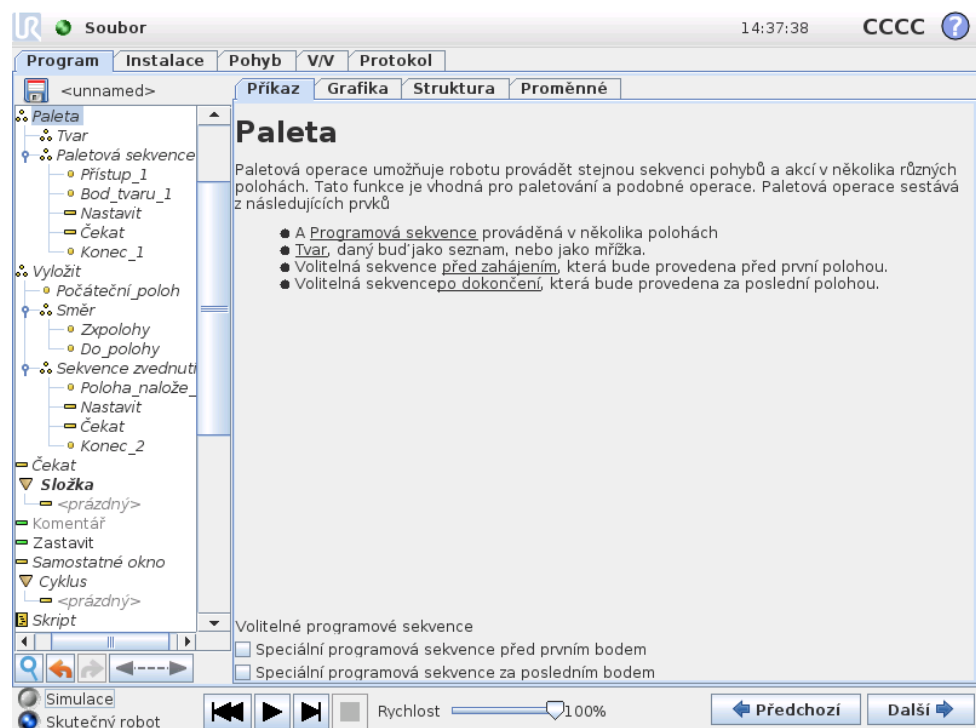 UR Soubor 14:37:38 CCCC ?
Program Instalace Pohyb V/V Protokol
<unnamed>
Příkaz Grafika Struktura Proměnné
Paleta
Tvar
Paletová sekvence
Přístup_1
Bod_tvaru_1
Nastavit
Čekat
Konec_1
Vyložit
Počáteční_poloh
Směr
Zxpolohy
Do_polohy
Sekvence zvednuti
Poloha_nalože_
Nastavit
Čekat
Konec_2
Čekat
Složka
<prázdný>
Komentář
Zastavit
Samostatné okno
Cyklus
<prázdný>
Skript
Paleta
Paletová operace umožňuje robotu provádět stejnou sekvenci pohybů a akcí v několika různých
polohách. Tato funkce je vhodná pro paletování a podobné operace. Paletová operace sestává
z následujících prvků
A Programová sekvence prováděná v několika polohách
Tvar, daný buď jako seznam, nebo jako mřížka.
Volitelná sekvence před zahájením, která bude provedena před první polohou.
Volitelná sekvencepo dokončení, která bude provedena za poslední polohou.
Volitelné programové sekvence
Speciální programová sekvence před prvním bodem
Speciální programová sekvence za posledním bodem
Simulace
Skutečný robot
Rychlost 100%
Předchozí
Další